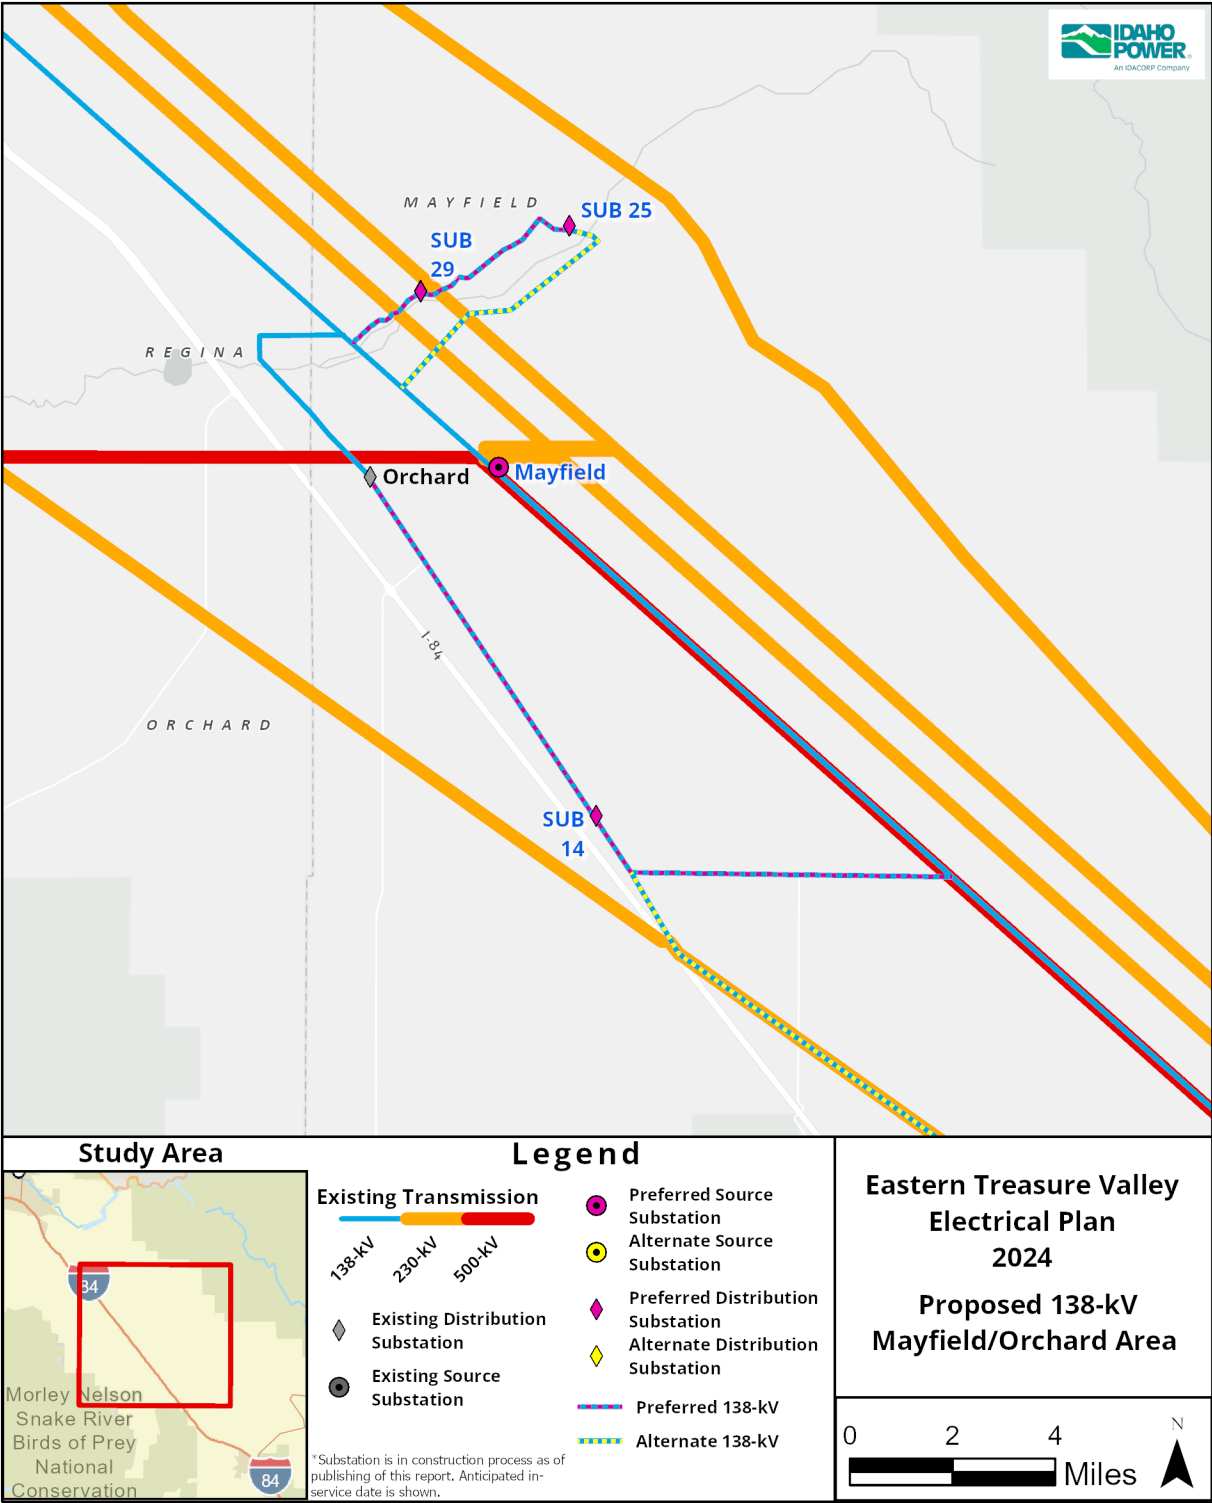 IDAHO
POWER®
An IDACORP Company
MAYFIELD
SUB 25
SUB
29
REGINA
Orchard
Mayfield
I-84
ORCHARD
SUB
14
Study Area
84
Morley Nelson
Snake River
Birds of Prey
National
Conservation
84
Legend
Existing Transmission
138-kV
230-kV
500-kV
Existing Distribution
Substation
Existing Source
Substation
*Substation is in construction process as of
publishing of this report. Anticipated in-
service date is shown.
Preferred Source
Substation
Alternate Source
Substation
Preferred Distribution
Substation
Alternate Distribution
Substation
Preferred 138-kV
Alternate 138-kV
Eastern Treasure Valley
Electrical Plan
2024
Proposed 138-kV
Mayfield/Orchard Area
0 2 4
Miles
N